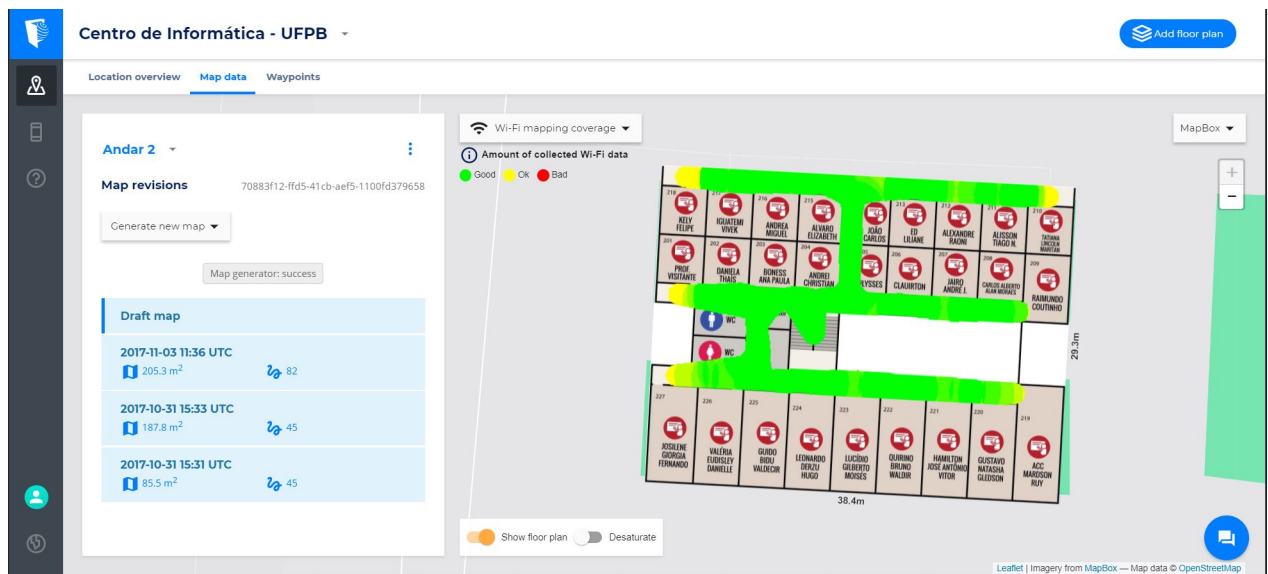 Centro de Informática - UFPB
Add floor plan
Location overview Map data Waypoints
Andar 2
Map revisions 70883f12-ffd5-41cb-aef5-1100fd379658
Generate new map
Map generator: success
Draft map
2017-11-03 11:36 UTC
205.3 m² 82
2017-10-31 15:33 UTC
187.8 m² 45
2017-10-31 15:31 UTC
85.5 m² 45
Wi-Fi mapping coverage
MapBox
Amount of collected Wi-Fi data
Good Ok Bad
+
−
218
KELY
FELIPE
IGUATEMI
VIVEK
216
ANDREA
MIGUEL
215
ALVARO
ELIZABETH
JOÃO
CARLOS
213
ED
LILIANE
212
ALEXANDRE
RAONI
211
ALISSON
TIAGO N.
210
TATIANA
LINCOLN
MARITAN
201
PROF.
VISITANTE
202
DANIELA
THAÍS
203
BONESS
ANA PAULA
204
ANDREI
CHRISTIAN
206
CLAUIRTON
207
JAIRO
ANDRÉ J.
208
CARLOS ALBERTO
ALAN MORAES
209
RAIMUNDO
COUTINHO
WC
WC
29.3m
227
JOSILENE
GIORGIA
FERNANDO
226
VALÉRIA
EUDISLEY
DANIELLE
225
GUIDO
BIDU
VALDECIR
224
LEONARDO
DERZU
HUGO
223
LUCÍDIO
GILBERTO
MOISÉS
222
QUIRINO
BRUNO
WALDIR
221
HAMILTON
JOSÉ ANTÔNIO
VITOR
220
GUSTAVO
NATASHA
GLEDSON
219
ACC
MARDSON
RUY
38.4m
Show floor plan Desaturate
Leaflet | Imagery from MapBox — Map data © OpenStreetMap